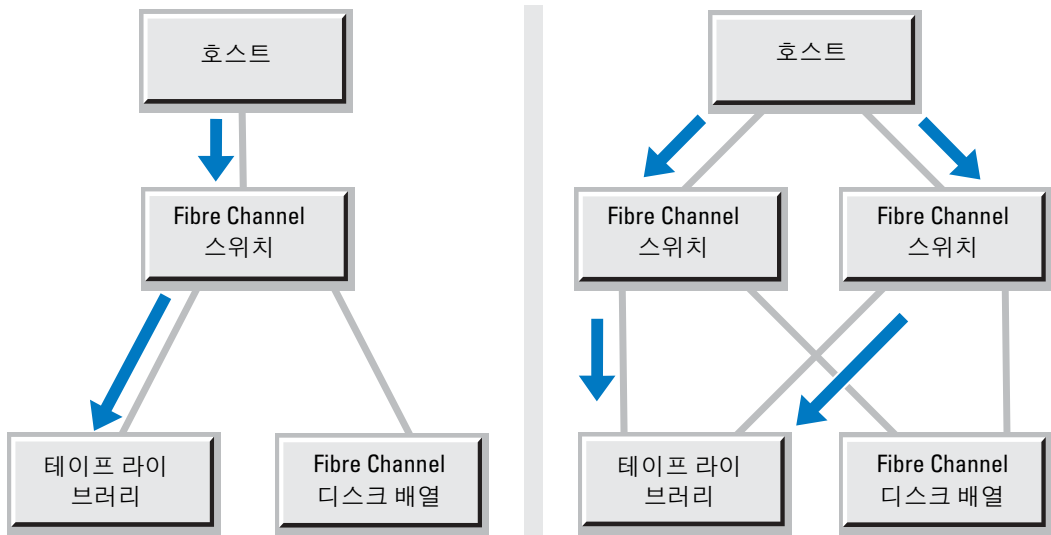 호스트
Fibre Channel
스위치
테이프 라이
브러리
Fibre Channel
디스크 배열
호스트
Fibre Channel
스위치
Fibre Channel
스위치
테이프 라이
브러리
Fibre Channel
디스크 배열